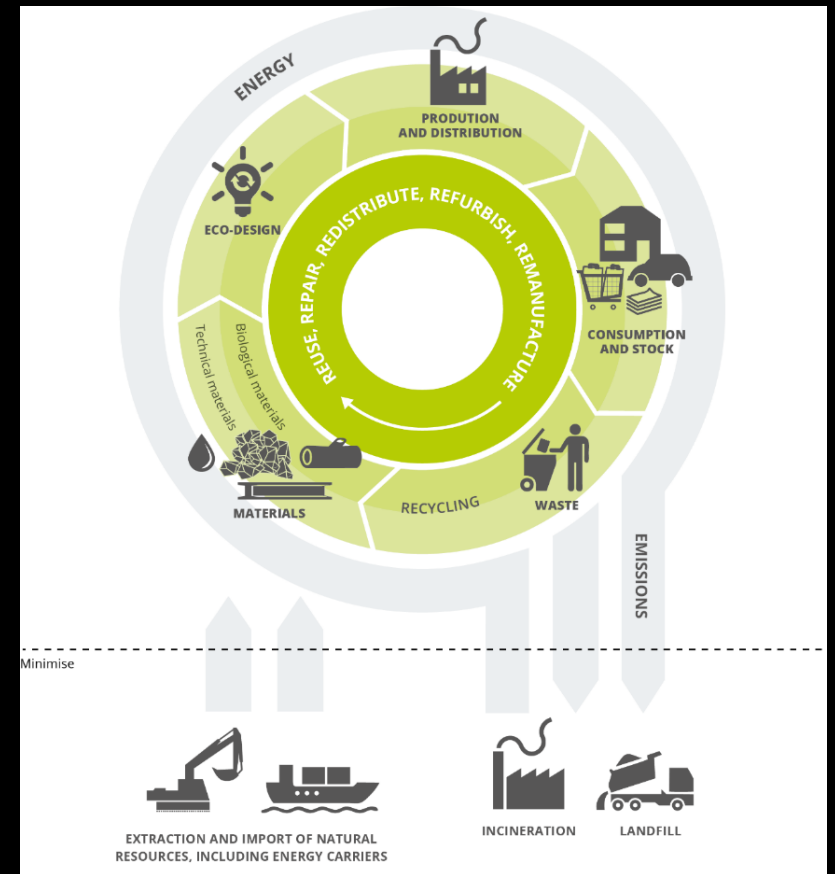 ENERGY
PRODUTION
AND DISTRIBUTION
ECO-DESIGN
REUSE, REPAIR, REDISTRIBUTE, REFURBISH, REMANUFACTURE
CONSUMPTION
AND STOCK
Technical materials
Biological materials
MATERIALS
RECYCLING
WASTE
EMISSIONS
Minimise
EXTRACTION AND IMPORT OF NATURAL
RESOURCES, INCLUDING ENERGY CARRIERS
INCINERATION
LANDFILL